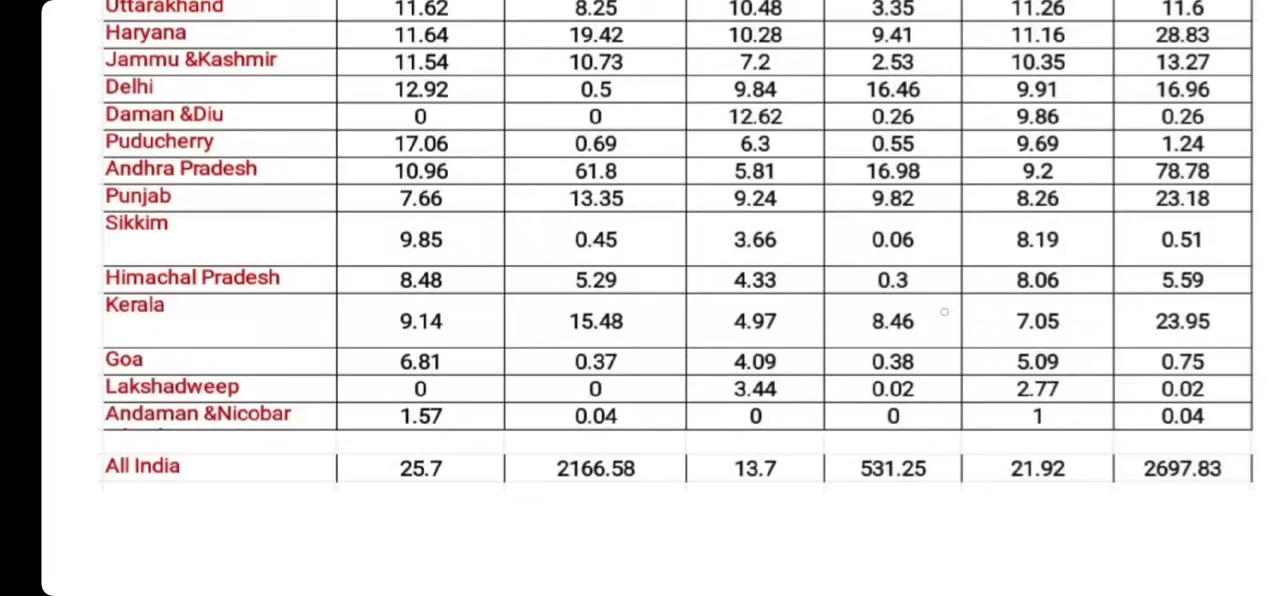 Uttarakhand 11.62 8.25 10.48 3.35 11.26 11.6
Haryana 11.64 19.42 10.28 9.41 11.16 28.83
Jammu &Kashmir 11.54 10.73 7.2 2.53 10.35 13.27
Delhi 12.92 0.5 9.84 16.46 9.91 16.96
Daman &Diu 0 0 12.62 0.26 9.86 0.26
Puducherry 17.06 0.69 6.3 0.55 9.69 1.24
Andhra Pradesh 10.96 61.8 5.81 16.98 9.2 78.78
Punjab 7.66 13.35 9.24 9.82 8.26 23.18
Sikkim 9.85 0.45 3.66 0.06 8.19 0.51
Himachal Pradesh 8.48 5.29 4.33 0.3 8.06 5.59
Kerala 9.14 15.48 4.97 8.46 7.05 23.95
Goa 6.81 0.37 4.09 0.38 5.09 0.75
Lakshadweep 0 0 3.44 0.02 2.77 0.02
Andaman &Nicobar 1.57 0.04 0 0 1 0.04
All India 25.7 2166.58 13.7 531.25 21.92 2697.83